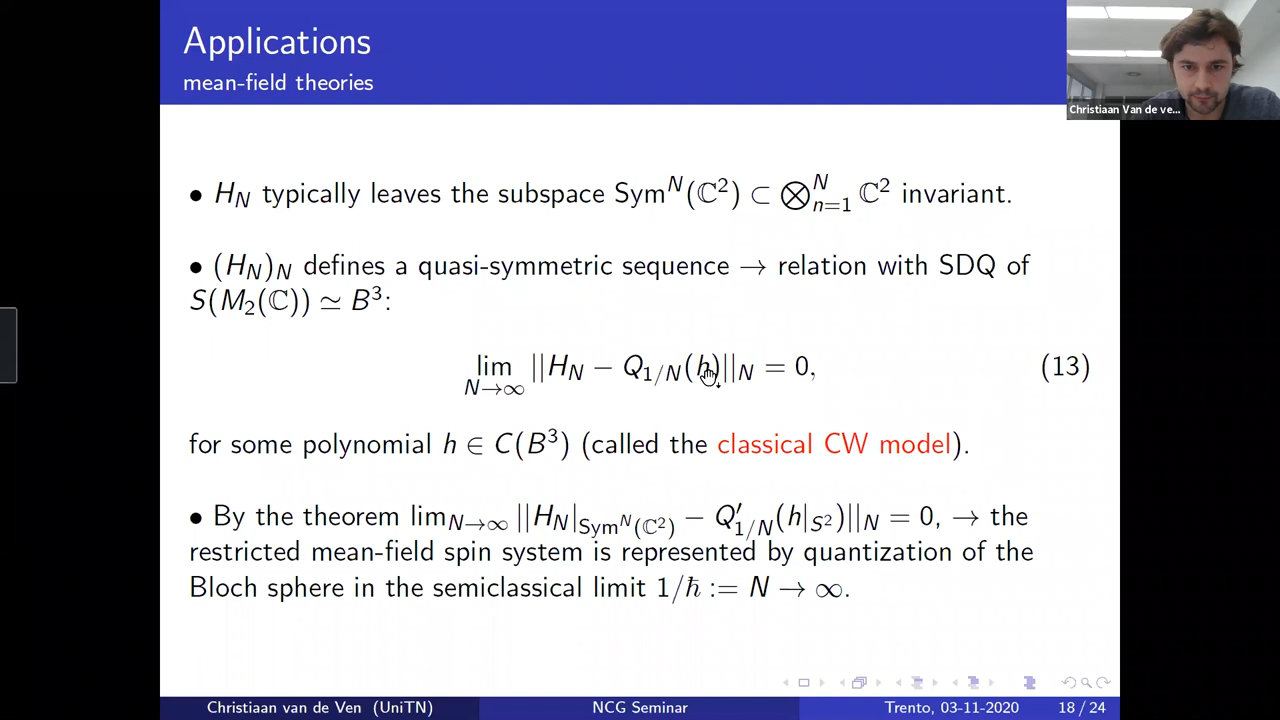 Applications
mean-field theories
Christiaan Van de ve...
• H_N typically leaves the subspace Sym^N(ℂ²) ⊂ ⊗_{n=1}^N ℂ² invariant.
• (H_N)_N defines a quasi-symmetric sequence → relation with SDQ of
S(M₂(ℂ)) ≃ B³:
lim_{N→∞} ||H_N − Q_{1/N}(h)||_N = 0, (13)
for some polynomial h ∈ C(B³) (called the classical CW model).
• By the theorem lim_{N→∞} ||H_N|_{Sym^N(ℂ²)} − Q′_{1/N}(h|_{S²})||_N = 0, → the
restricted mean-field spin system is represented by quantization of the
Bloch sphere in the semiclassical limit 1/ℏ := N → ∞.
Christiaan van de Ven (UniTN) NCG Seminar Trento, 03-11-2020 18 / 24